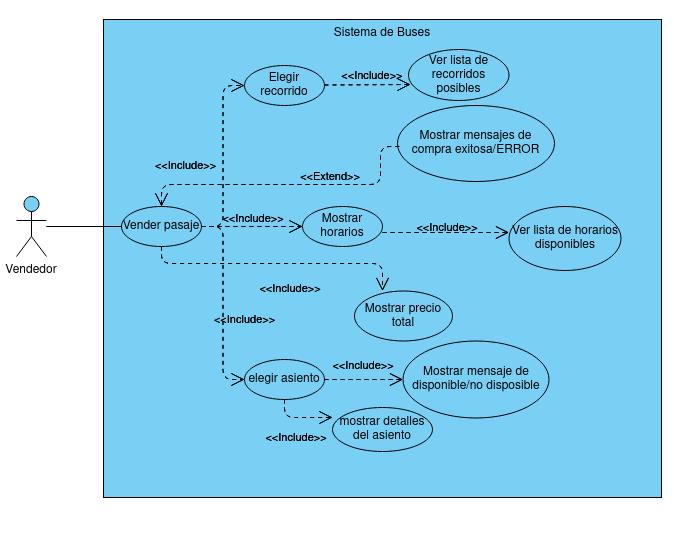 Sistema de Buses
Elegir
recorrido
<<Include>>
Ver lista de
recorridos
posibles
Mostrar mensajes de
compra exitosa/ERROR
<<Include>>
<<Extend>>
Vendedor
Vender pasaje
<<Include>>
Mostrar
horarios
<<Include>>
Ver lista de horarios
disponibles
<<Include>>
Mostrar precio
total
<<Include>>
elegir asiento
<<Include>>
Mostrar mensaje de
disponible/no disposible
mostrar detalles
del asiento
<<Include>>